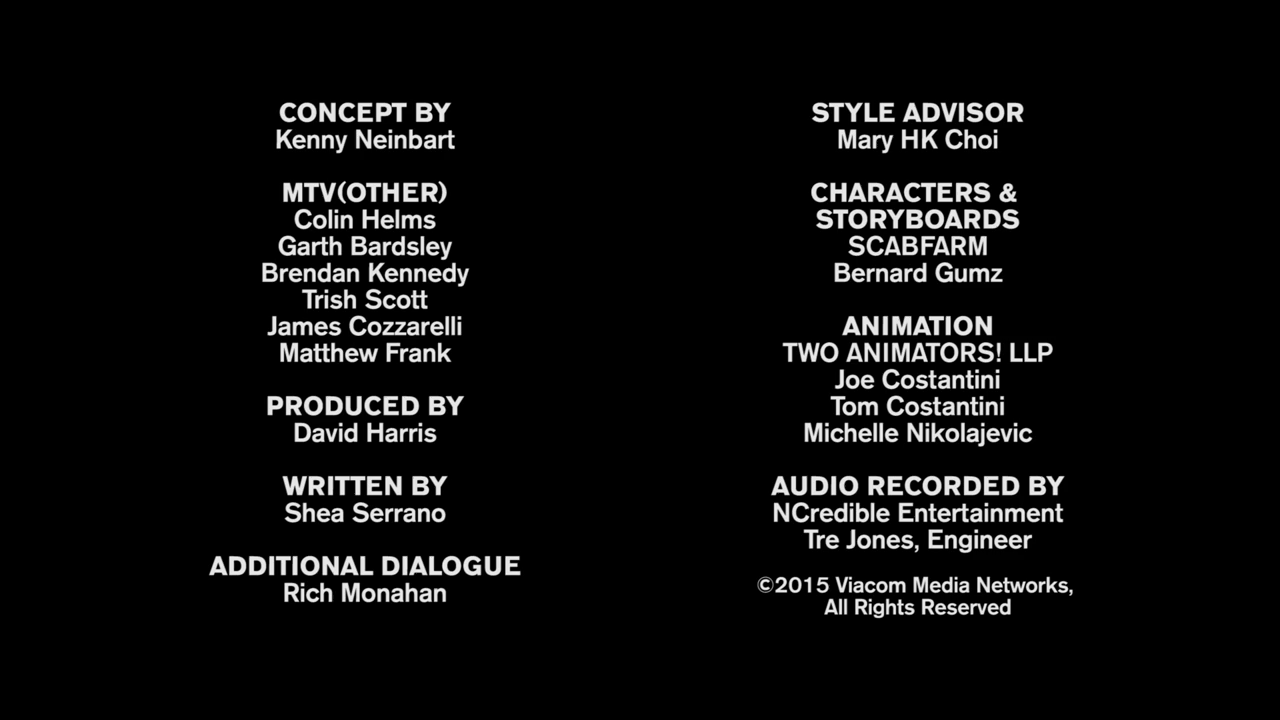 CONCEPT BY
Kenny Neinbart
MTV(OTHER)
Colin Helms
Garth Bardsley
Brendan Kennedy
Trish Scott
James Cozzarelli
Matthew Frank
PRODUCED BY
David Harris
WRITTEN BY
Shea Serrano
ADDITIONAL DIALOGUE
Rich Monahan
STYLE ADVISOR
Mary HK Choi
CHARACTERS &
STORYBOARDS
SCABFARM
Bernard Gumz
ANIMATION
TWO ANIMATORS! LLP
Joe Costantini
Tom Costantini
Michelle Nikolajevic
AUDIO RECORDED BY
NCredible Entertainment
Tre Jones, Engineer
©2015 Viacom Media Networks,
All Rights Reserved